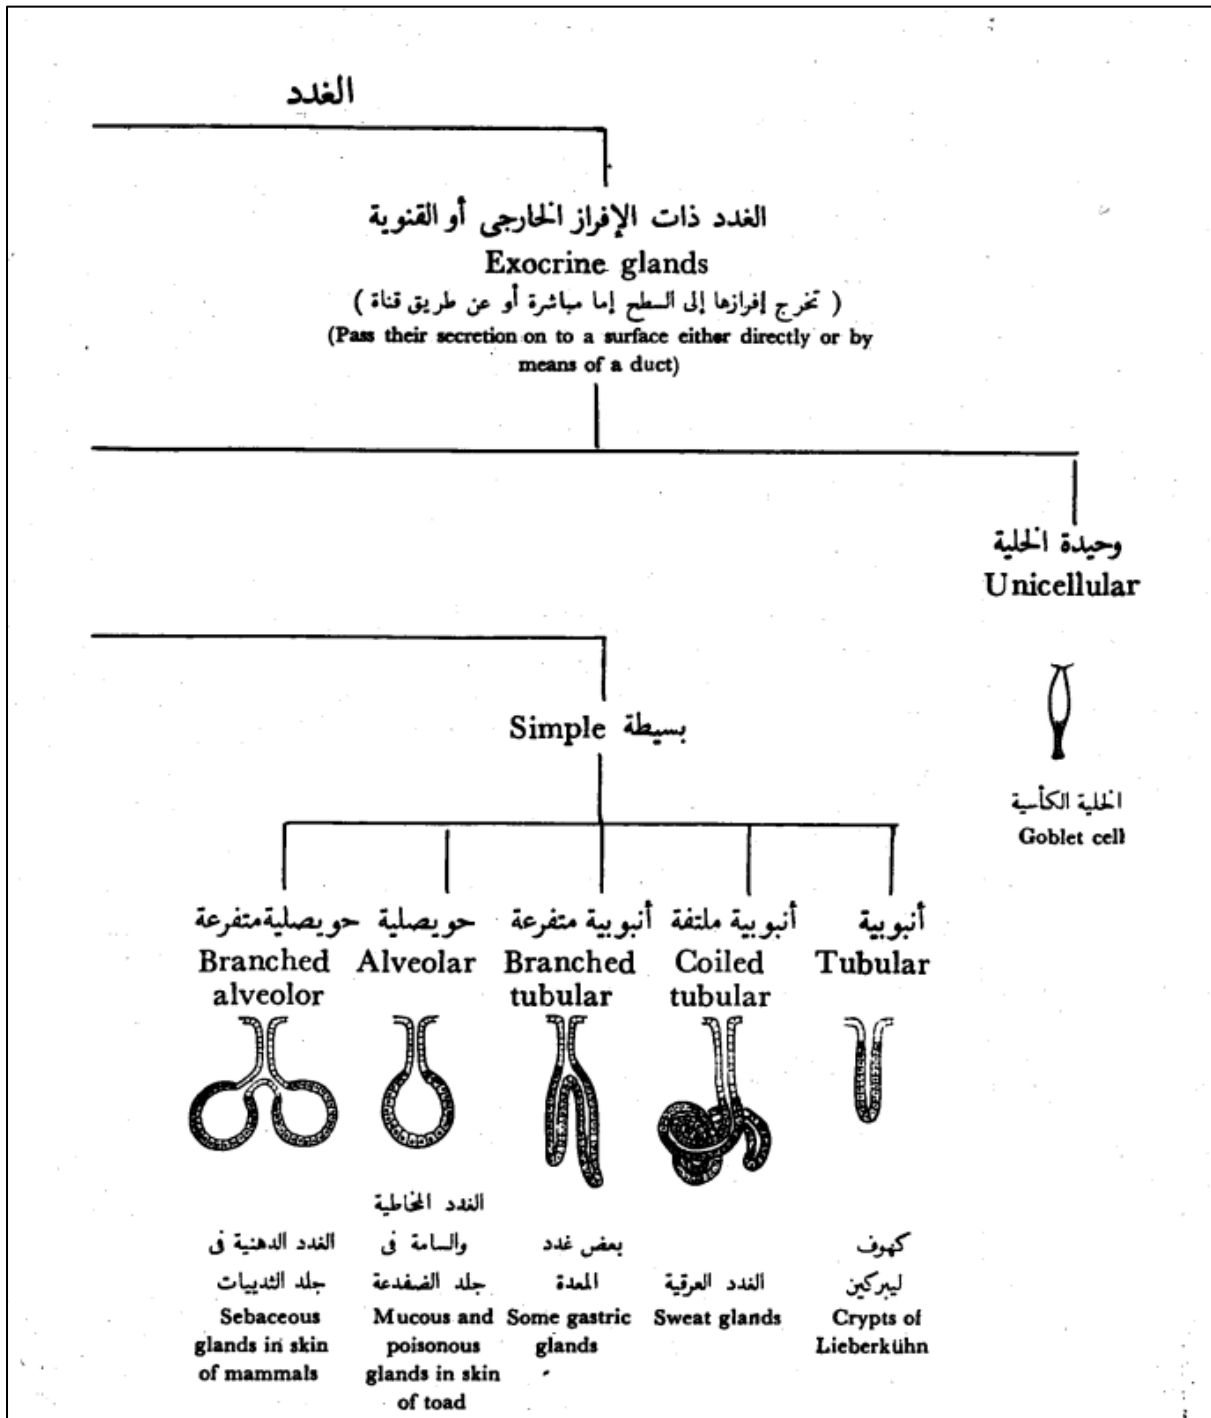 الغدد
الغدد ذات الإفراز الخارجى أو القنوية
Exocrine glands
( تخرج إفرازها إلى السطح إما مباشرة أو عن طريق قناة )
(Pass their secretion on to a surface either directly or by
means of a duct)
وحيدة الخلية
Unicellular
الخلية الكأسية
Goblet cell
Simple بسيطة
أنبوبية
Tubular
كهوف
ليبركين
Crypts of
Lieberkühn
أنبوبية ملتفة
Coiled
tubular
الغدد العرقية
Sweat glands
أنبوبية متفرعة
Branched
tubular
بعض غدد
المعدة
Some gastric
glands
حويصلية
Alveolar
الغدد المخاطية
والسامة فى
جلد الضفدعة
Mucous and
poisonous
glands in skin
of toad
حويصلية متفرعة
Branched
alveolor
الغدد الدهنية فى
جلد الثدييات
Sebaceous
glands in skin
of mammals